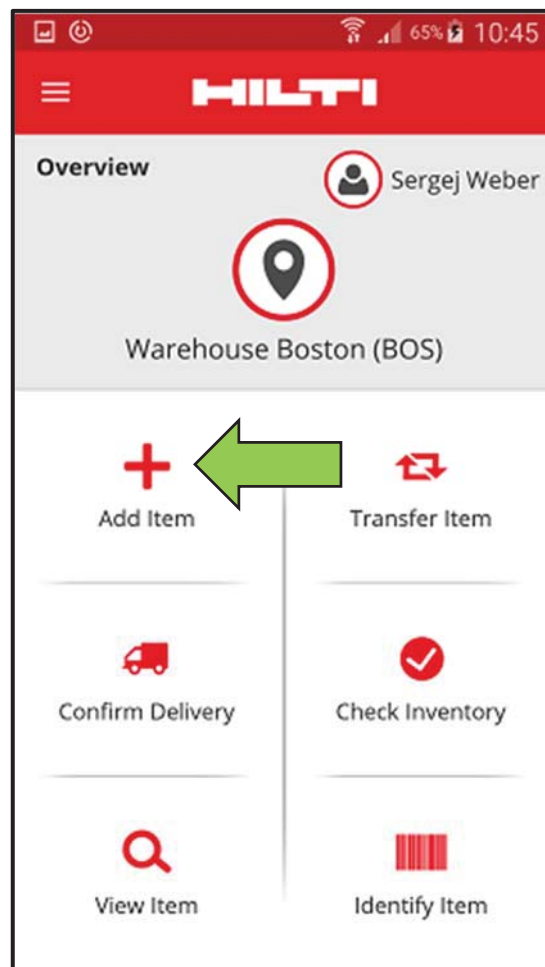 65% 10:45
HILTI
Overview
Sergej Weber
Warehouse Boston (BOS)
Add Item
Transfer Item
Confirm Delivery
Check Inventory
View Item
Identify Item